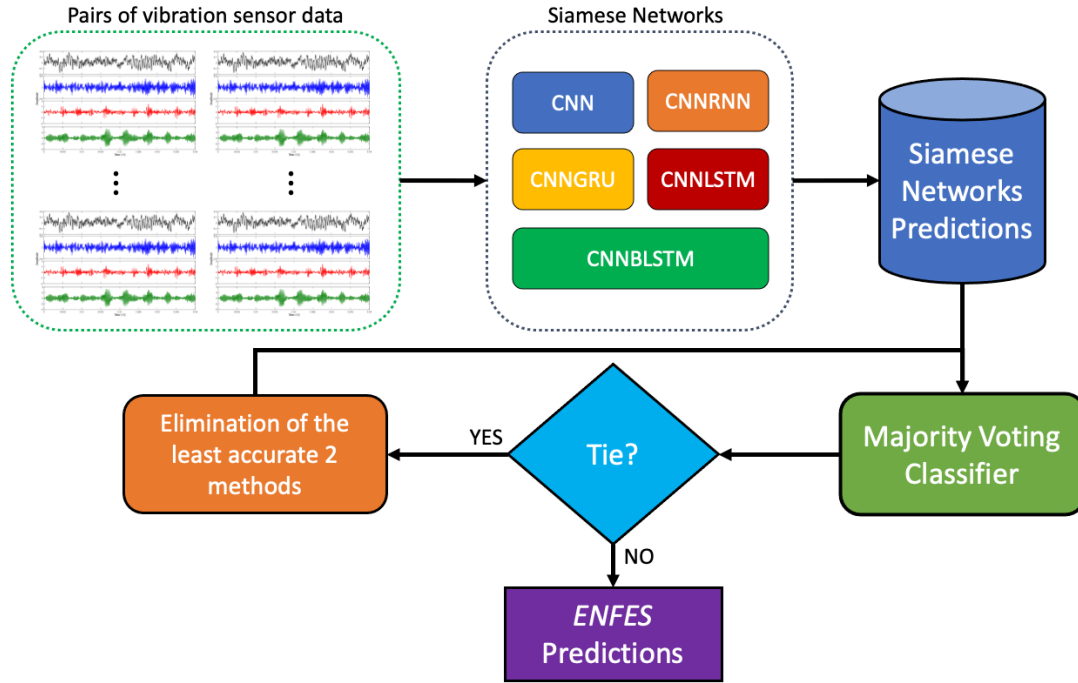 Pairs of vibration sensor data
Siamese Networks
CNN
CNNRNN
CNNGRU
CNNLSTM
CNNBLSTM
Siamese
Networks
Predictions
Elimination of the
least accurate 2
methods
YES
Tie?
Majority Voting
Classifier
NO
ENFES
Predictions